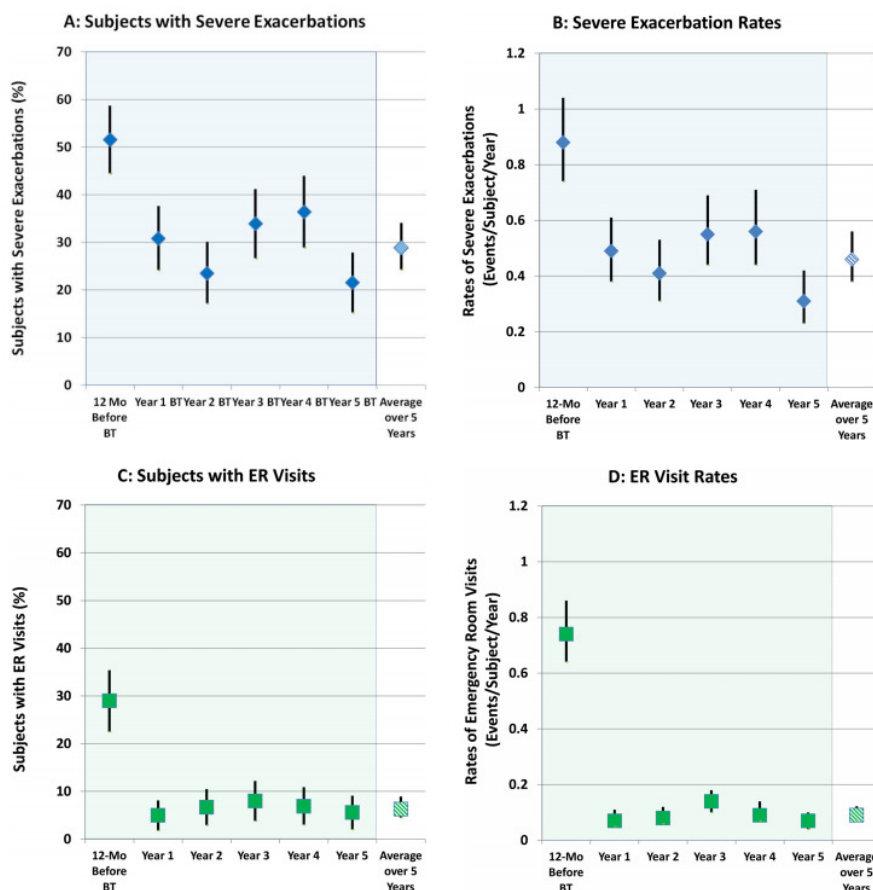 A: Subjects with Severe Exacerbations
Subjects with Severe Exacerbations (%)
70
60
50
40
30
20
10
0
12 Mo Before BT
Year 1 BT
Year 2 BT
Year 3 BT
Year 4 BT
Year 5 BT
Average over 5 Years
B: Severe Exacerbation Rates
Rates of Severe Exacerbations
(Events/Subject/Year)
1.2
1
0.8
0.6
0.4
0.2
0
12-Mo Before BT
Year 1
Year 2
Year 3
Year 4
Year 5
Average over 5 Years
C: Subjects with ER Visits
Subjects with ER Visits (%)
70
60
50
40
30
20
10
0
12-Mo Before BT
Year 1
Year 2
Year 3
Year 4
Year 5
Average over 5 Years
D: ER Visit Rates
Rates of Emergency Room Visits
(Events/Subject/Year)
1.2
1
0.8
0.6
0.4
0.2
0
12-Mo Before BT
Year 1
Year 2
Year 3
Year 4
Year 5
Average over 5 Years